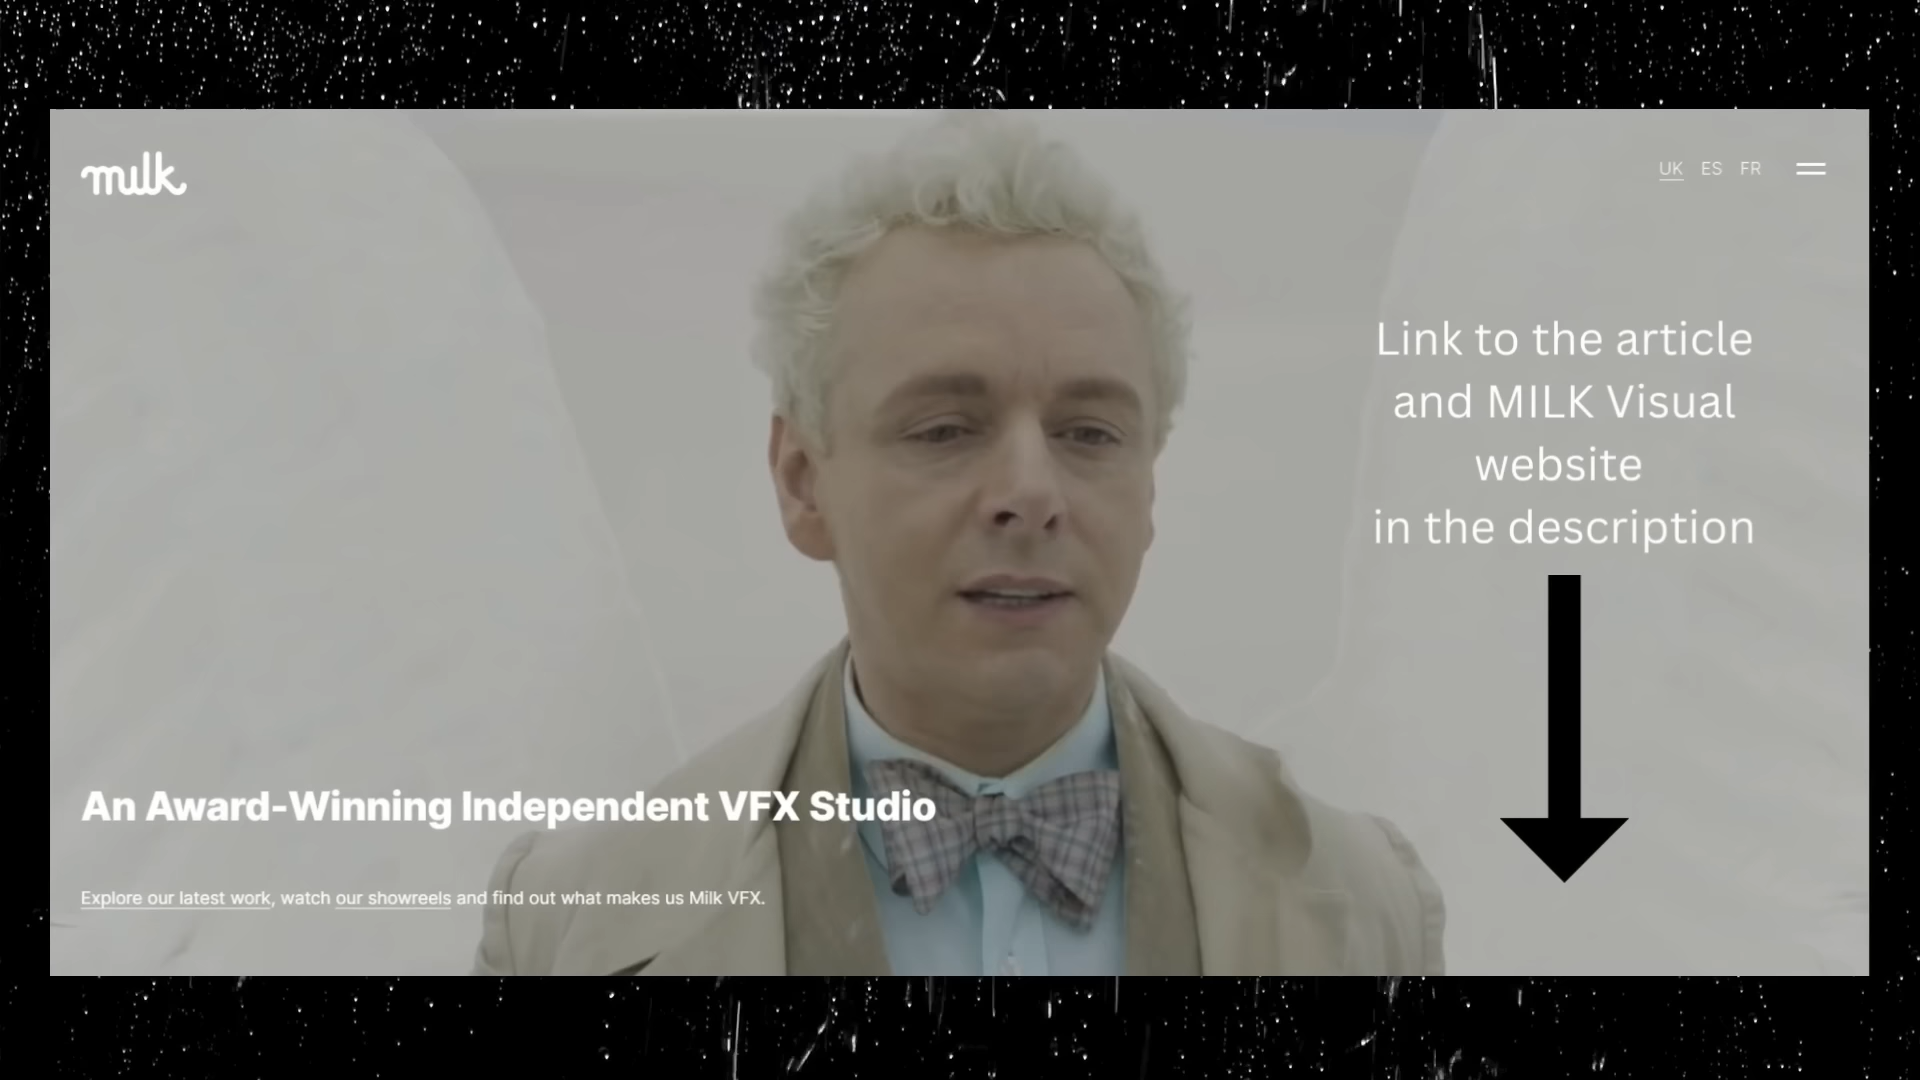 milk
UK ES FR
Link to the article
and MILK Visual
website
in the description
An Award-Winning Independent VFX Studio
Explore our latest work, watch our showreels and find out what makes us Milk VFX.